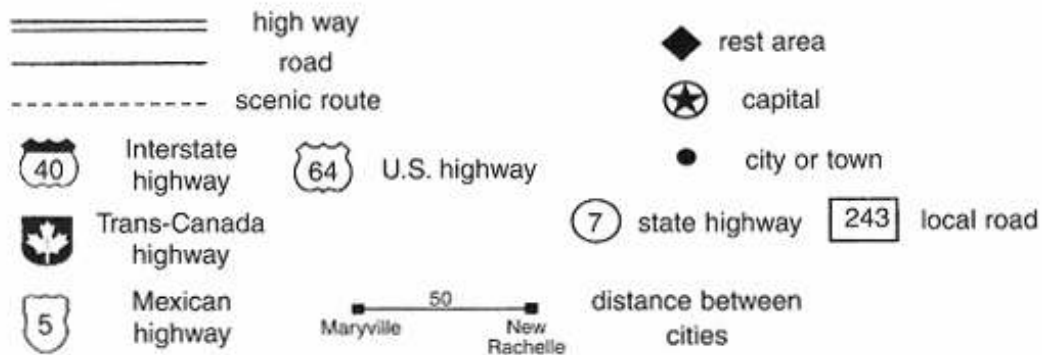 high way
road
scenic route
rest area
capital
city or town
40 Interstate
highway
64 U.S. highway
Trans-Canada
highway
7 state highway
243 local road
5 Mexican
highway
50
Maryville
New
Rachelle
distance between
cities